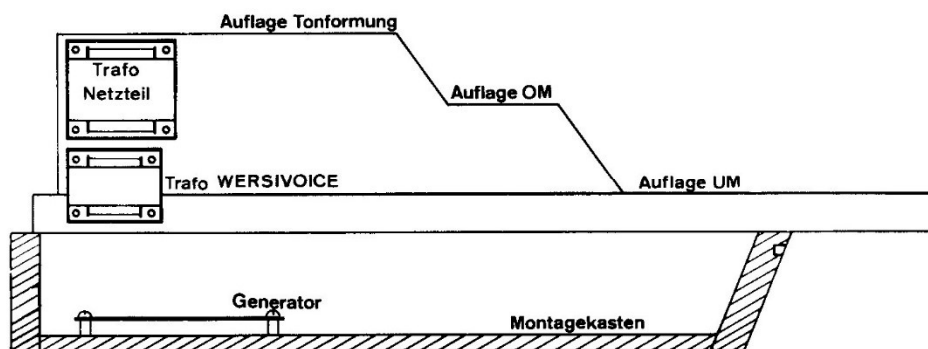 Auflage Tonformung
Trafo
Netzteil
Auflage OM
Trafo WERSIVOICE
Auflage UM
Generator
Montagekasten